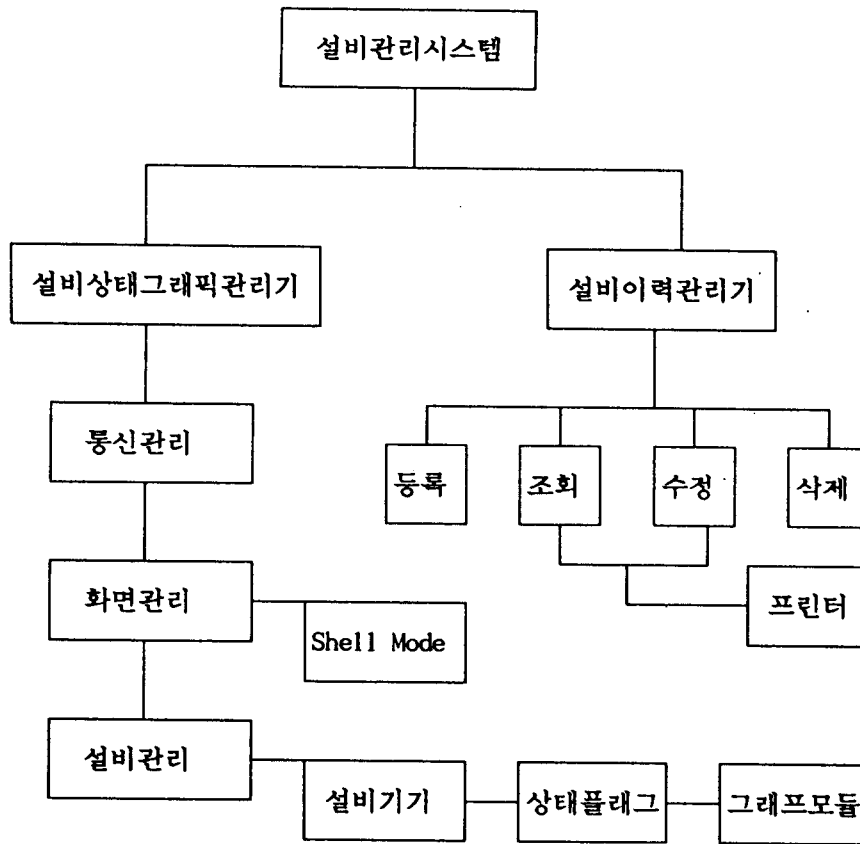 설비관리시스템
설비상태그래픽관리기
설비이력관리기
통신관리
등록
조회
수정
삭제
화면관리
Shell Mode
프린터
설비관리
설비기기
상태플래그
그래프모듈